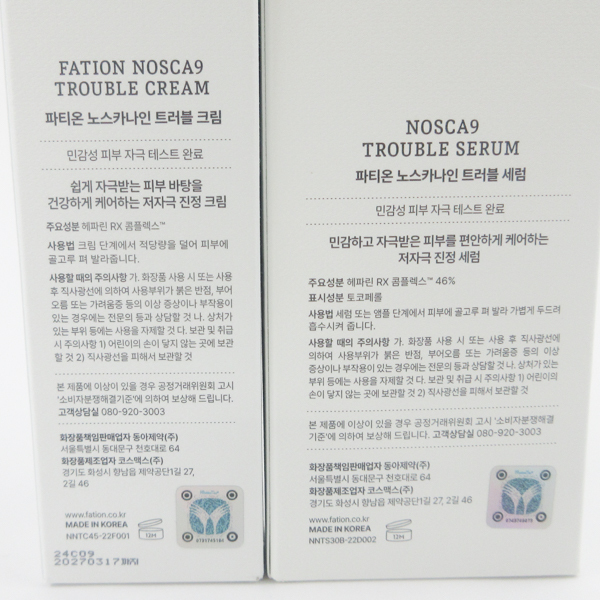 FATION NOSCA9
TROUBLE CREAM
파티온 노스카나인 트러블 크림
민감성 피부 자극 테스트 완료
쉽게 자극받는 피부 바탕을
건강하게 케어하는 저자극 진정 크림
주요성분 헤파린 RX 콤플렉스™
사용법 크림 단계에서 적당량을 덜어 피부에
골고루 펴 발라줍니다.
사용할 때의 주의사항 가. 화장품 사용 시 또는 사용
후 직사광선에 의하여 사용부위가 붉은 반점, 부어
오름 또는 가려움증 등의 이상 증상이나 부작용이
있는 경우에는 전문의 등과 상담할 것 나. 상처가
있는 부위 등에는 사용을 자제할 것 다. 보관 및 취급
시 주의사항 1) 어린이의 손이 닿지 않는 곳에 보관
할 것 2) 직사광선을 피해서 보관할 것
본 제품에 이상이 있을 경우 공정거래위원회 고시
'소비자분쟁해결기준'에 의하여 보상해 드립니다.
고객상담실 080-920-3003
화장품책임판매업자 동아제약(주)
서울특별시 동대문구 천호대로 64
화장품제조업자 코스맥스(주)
경기도 화성시 향남읍 제약공단1길 27,
2길 46
www.fation.co.kr
MADE IN KOREA
NNTC45-22F001
12M
24C09
20270317까지
NOSCA9
TROUBLE SERUM
파티온 노스카나인 트러블 세럼
민감성 피부 자극 테스트 완료
민감하고 자극받은 피부를 편안하게 케어하는
저자극 진정 세럼
주요성분 헤파린 RX 콤플렉스™ 46%
표시성분 토코페롤
사용법 세럼 또는 앰플 단계에서 피부에 골고루 펴 발라 가볍게 두드려
흡수시켜 줍니다.
사용할 때의 주의사항 가. 화장품 사용 시 또는 사용 후 직사광선에
의하여 사용부위가 붉은 반점, 부어오름 또는 가려움증 등의 이상
증상이나 부작용이 있는 경우에는 전문의 등과 상담할 것 나. 상처가 있는
부위 등에는 사용을 자제할 것 다. 보관 및 취급 시 주의사항 1) 어린이의
손이 닿지 않는 곳에 보관할 것 2) 직사광선을 피해서 보관할 것
본 제품에 이상이 있을 경우 공정거래위원회 고시 '소비자분쟁해결
기준'에 의하여 보상해 드립니다. 고객상담실 080-920-3003
화장품책임판매업자 동아제약(주)
서울특별시 동대문구 천호대로 64
화장품제조업자 코스맥스(주)
경기도 화성시 향남읍 제약공단1길 27, 2길 46
www.fation.co.kr
MADE IN KOREA
NNTS30B-22D002
12M